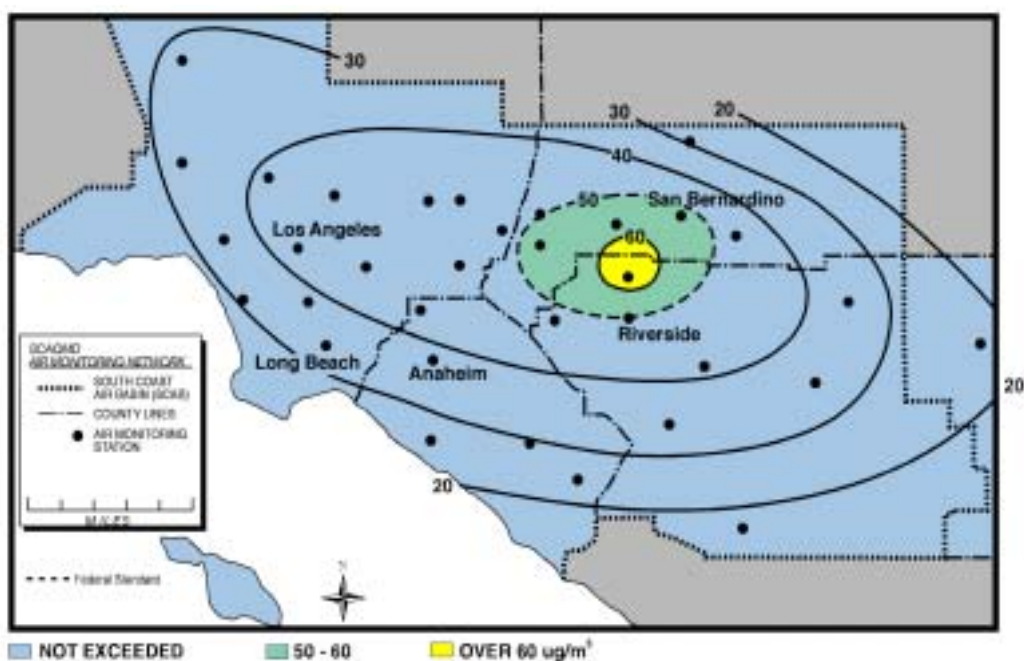 30
30
20
40
50
San Bernardino
Los Angeles
60
Riverside
Long Beach
Anaheim
20
20
SCAQMD
AIR MONITORING NETWORK
SOUTH COAST
AIR BASIN (SCAB)
COUNTY LINES
AIR MONITORING
STATION
MILES
Federal Standard
N
NOT EXCEEDED
50 - 60
OVER 60 ug/m³